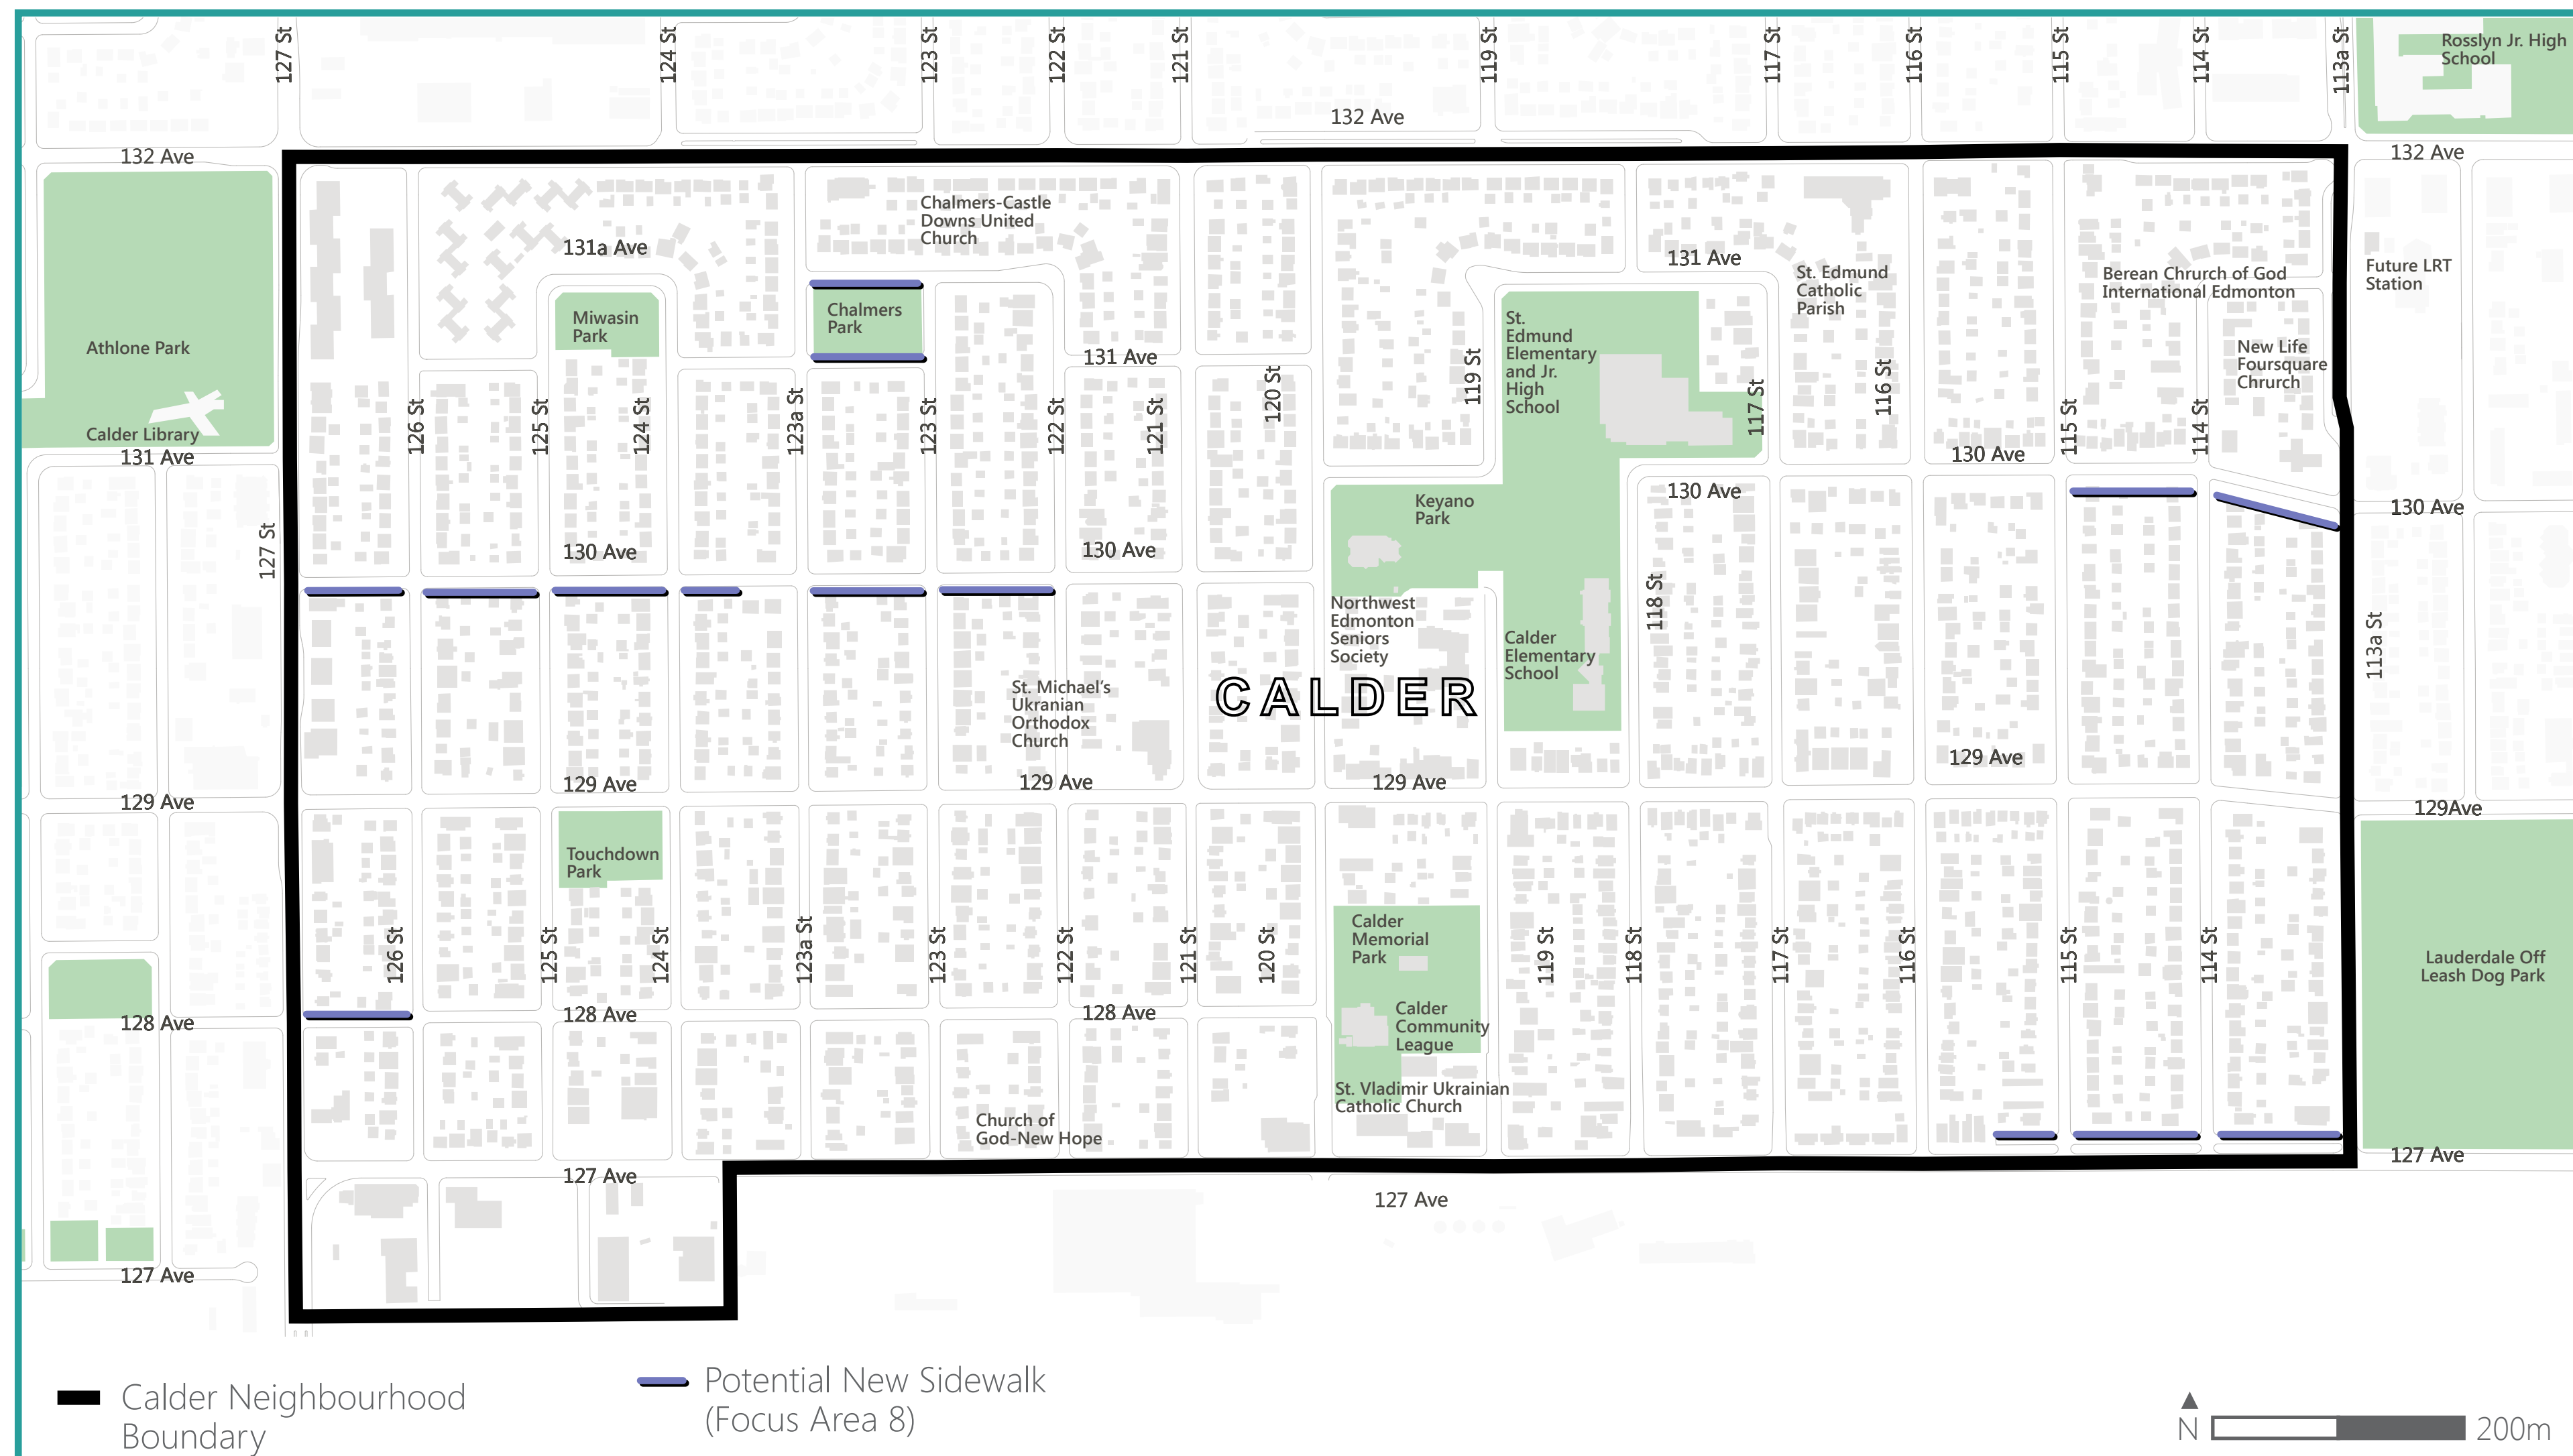 127 St
124 St
123 St
122 St
121 St
119 St
117 St
116 St
115 St
114 St
113a St
Rosslyn Jr. High
School
132 Ave
132 Ave
132 Ave
Chalmers-Castle
Downs United
Church
131a Ave
131 Ave
St. Edmund
Catholic
Parish
Berean Chruch of God
International Edmonton
Future LRT
Station
Miwasin
Park
Chalmers
Park
St.
Edmund
Elementary
and Jr.
High
School
Athlone Park
131 Ave
New Life
Foursquare
Chrurch
Calder Library
131 Ave
126 St
125 St
124 St
123a St
123 St
122 St
121 St
120 St
119 St
117 St
116 St
115 St
114 St
130 Ave
130 Ave
Keyano
Park
130 Ave
127 St
130 Ave
130 Ave
118 St
Northwest
Edmonton
Seniors
Society
Calder
Elementary
School
113a St
CALDER
St. Michael's
Ukranian
Orthodox
Church
129 Ave
129 Ave
129 Ave
129 Ave
129 Ave
129Ave
Touchdown
Park
126 St
125 St
124 St
123a St
123 St
122 St
121 St
120 St
Calder
Memorial
Park
119 St
118 St
117 St
116 St
115 St
114 St
Lauderdale Off
Leash Dog Park
128 Ave
128 Ave
128 Ave
Calder
Community
League
St. Vladimir Ukrainian
Catholic Church
Church of
God-New Hope
127 Ave
127 Ave
127 Ave
127 Ave
Calder Neighbourhood
Boundary
Potential New Sidewalk
(Focus Area 8)
N
200m